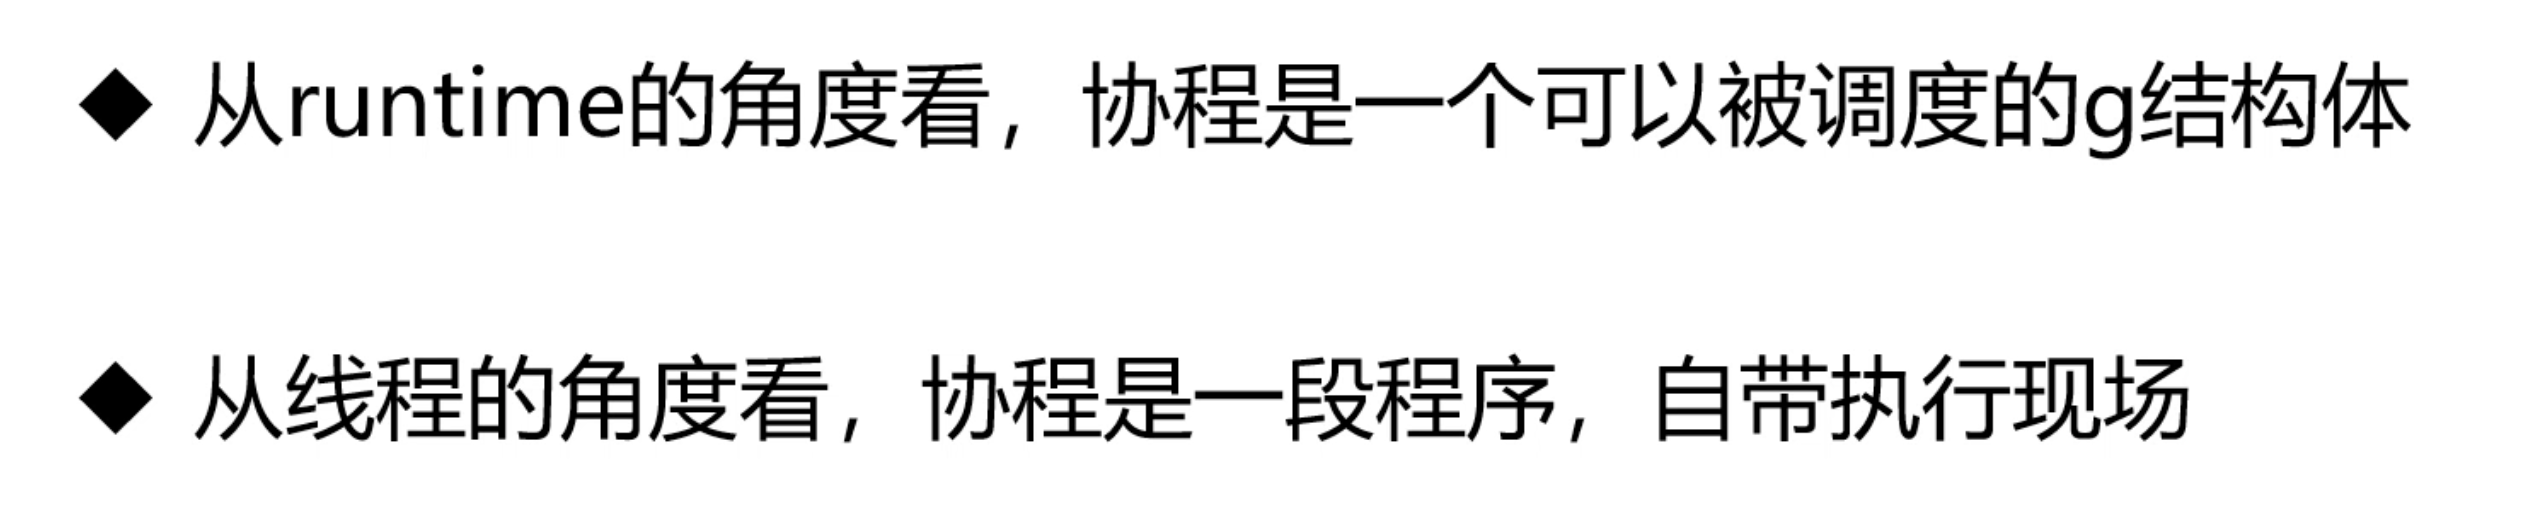 ◆ 从runtime的角度看，协程是一个可以被调度的g结构体
◆ 从线程的角度看，协程是一段程序，自带执行现场